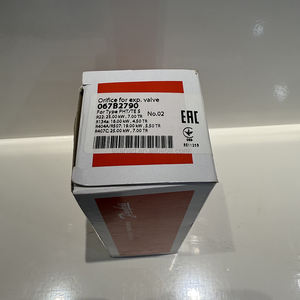 Orifice for exp. valve
067B2790
For Type PHT/TE 5
No.02
R22: 25.00 kW, 7.00 TR
R134a: 16.00 kW, 4.50 TR
R404A/R507: 19.00 kW, 5.50 TR
R407C: 25.00 kW, 7.00 TR
EAC